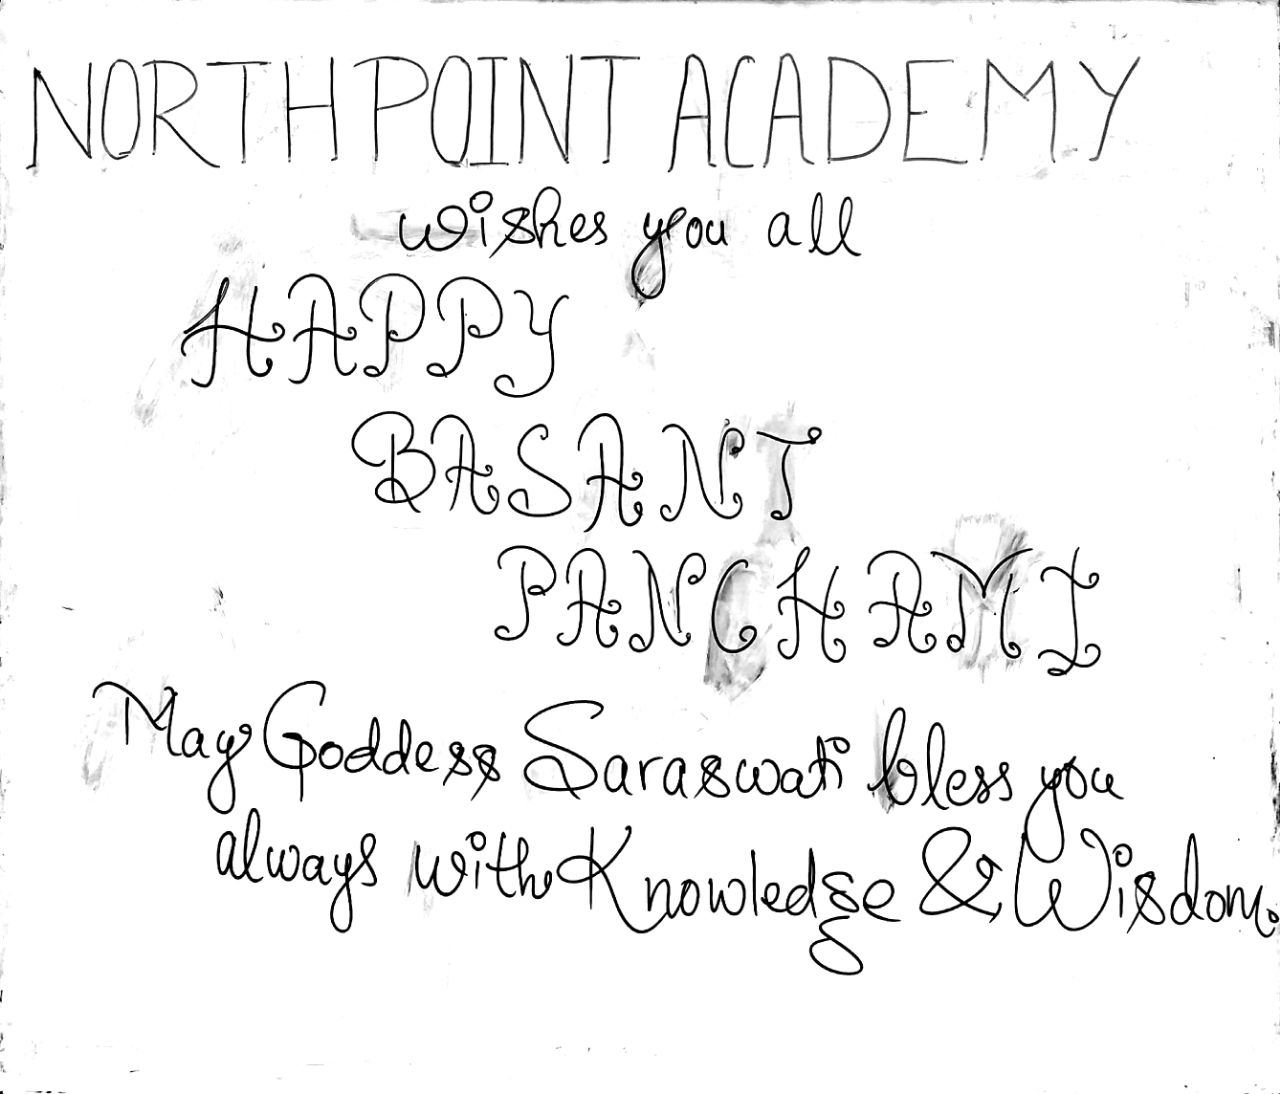 NORTH POINT ACADEMY
wishes you all
HAPPY
BASANT
PANCHAMI
May Goddess Saraswati bless you
always with Knowledge & Wisdom.